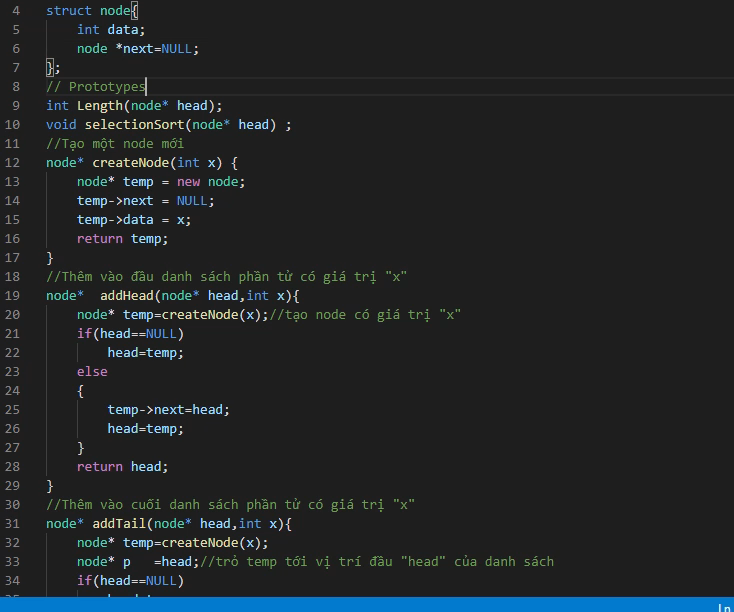 4 struct node{
5 int data;
6 node *next=NULL;
7 };
8 // Prototypes
9 int Length(node* head);
10 void selectionSort(node* head) ;
11 //Tạo một node mới
12 node* createNode(int x) {
13 node* temp = new node;
14 temp->next = NULL;
15 temp->data = x;
16 return temp;
17 }
18 //Thêm vào đầu danh sách phần tử có giá trị "x"
19 node*  addHead(node* head,int x){
20 node* temp=createNode(x);//tạo node có giá trị "x"
21 if(head==NULL)
22 head=temp;
23 else
24 {
25 temp->next=head;
26 head=temp;
27 }
28 return head;
29 }
30 //Thêm vào cuối danh sách phần tử có giá trị "x"
31 node* addTail(node* head,int x){
32 node* temp=createNode(x);
33 node* p   =head;//trỏ temp tới vị trí đầu "head" của danh sách
34 if(head==NULL)
Ln